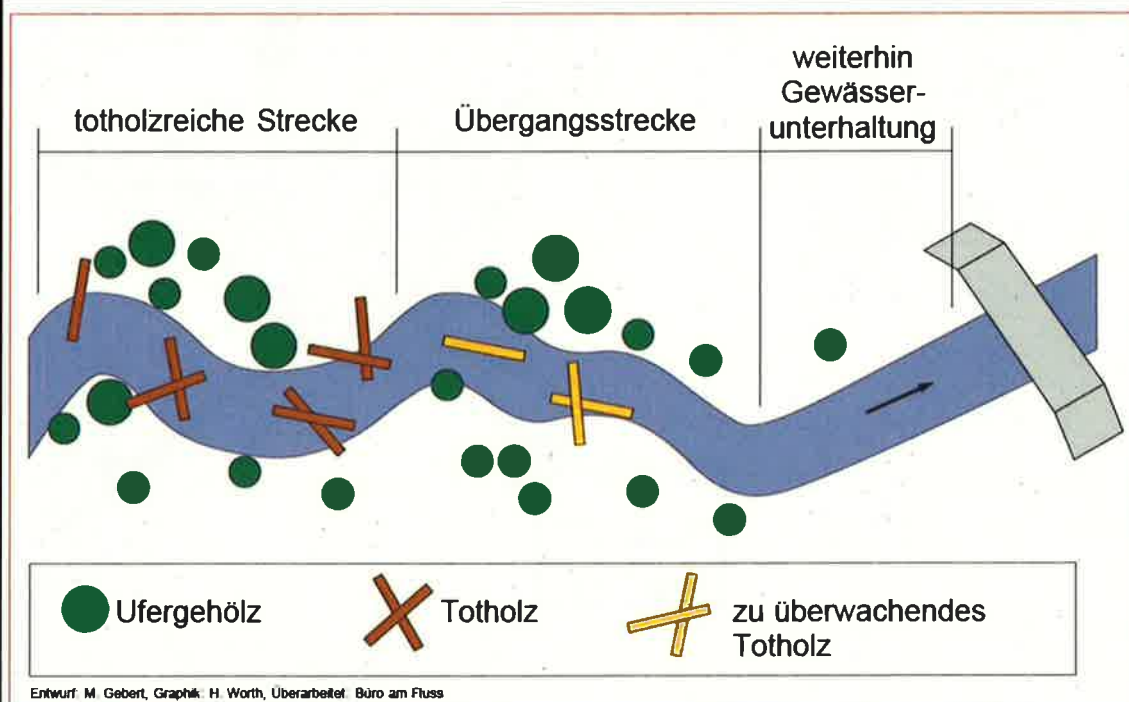 totholzreiche Strecke
Übergangsstrecke
weiterhin
Gewässer-
unterhaltung
Ufergehölz
Totholz
zu überwachendes
Totholz
Entwurf: M. Gebert, Graphik: H. Worth, Überarbeitet: Büro am Fluss